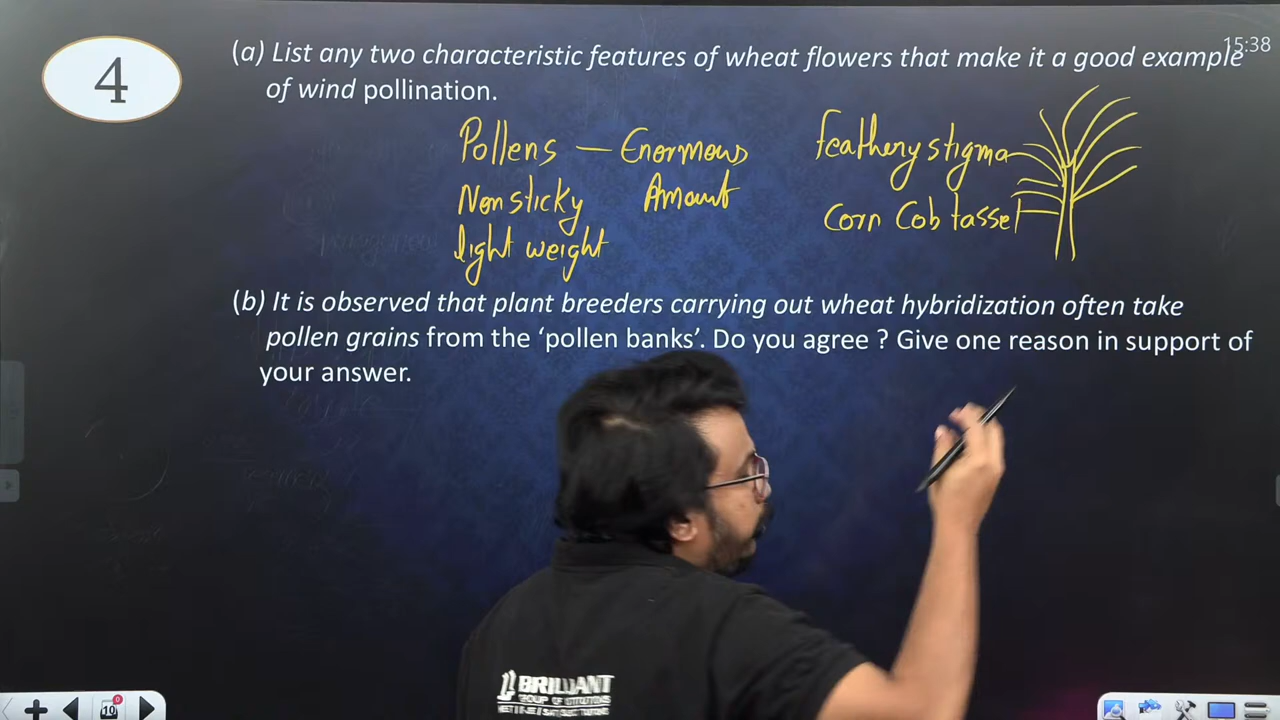 15:38
4
(a) List any two characteristic features of wheat flowers that make it a good example
of wind pollination.
Pollens — Enormous
Amount
Non sticky
light weight
feathery stigma
Corn Cob tassel
(b) It is observed that plant breeders carrying out wheat hybridization often take
pollen grains from the ‘pollen banks’. Do you agree ? Give one reason in support of
your answer.
BRILLIANT
GROUP OF INSTITUTIONS
10